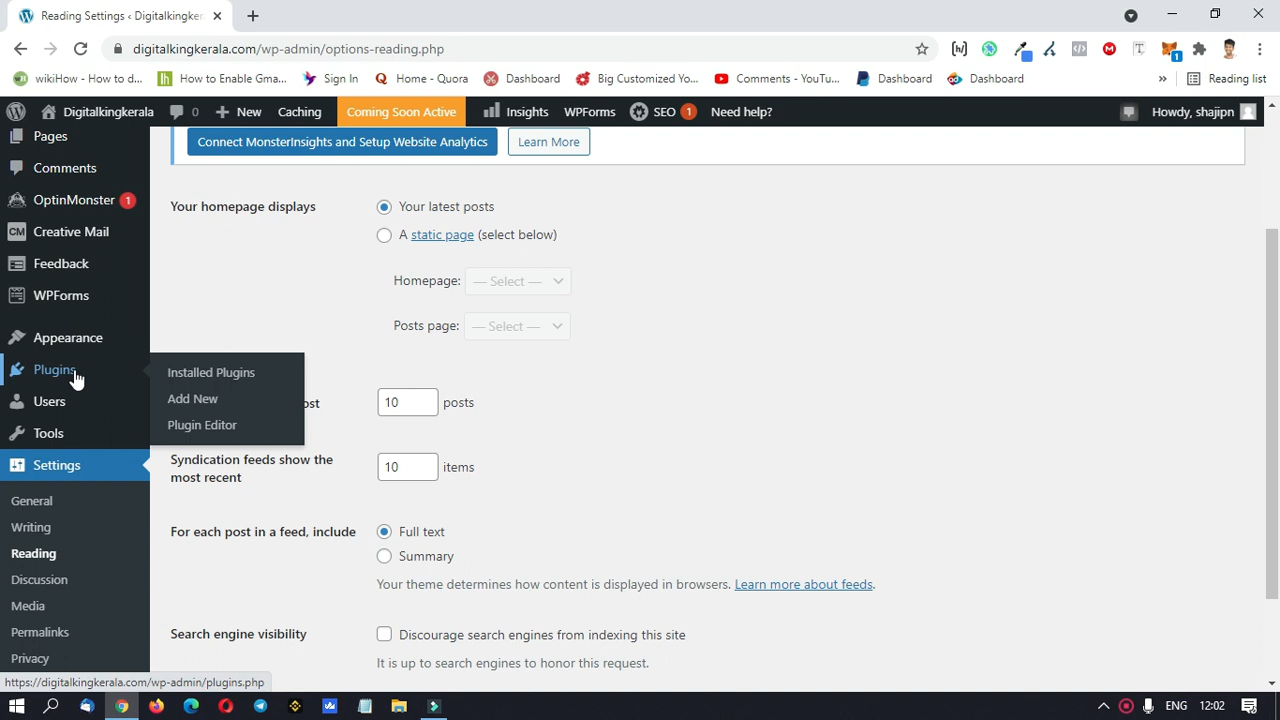 Reading Settings ‹ Digitalkingker
digitalkingkerala.com/wp-admin/options-reading.php
wikiHow - How to d...
How to Enable Gma...
Sign In
Home - Quora
Dashboard
Big Customized Yo...
Comments - YouTu...
Dashboard
Dashboard
»
Reading list
Digitalkingkerala
0
New
Caching
Coming Soon Active
Insights
WPForms
SEO 1
Need help?
Howdy, shajipn
Pages
Comments
OptinMonster 1
Creative Mail
Feedback
WPForms
Appearance
Plugins
Users
Tools
Settings
General
Writing
Reading
Discussion
Media
Permalinks
Privacy
Installed Plugins
Add New
Plugin Editor
Connect MonsterInsights and Setup Website Analytics
Learn More
Your homepage displays
Your latest posts
A static page (select below)
Homepage: — Select —
Posts page: — Select —
ost
10 posts
Syndication feeds show the
most recent
10 items
For each post in a feed, include
Full text
Summary
Your theme determines how content is displayed in browsers. Learn more about feeds.
Search engine visibility
Discourage search engines from indexing this site
It is up to search engines to honor this request.
https://digitalkingkerala.com/wp-admin/plugins.php
ENG
12:02